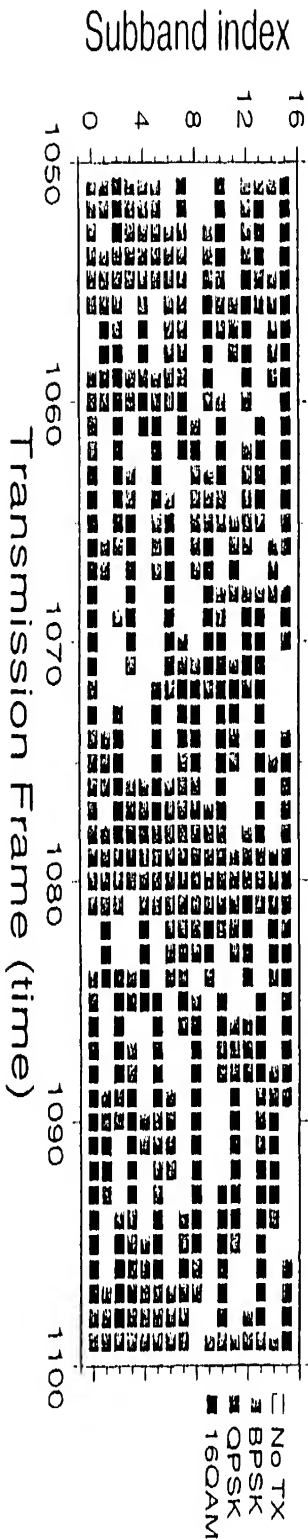 Subband index
16
12
8
4
0
1050
1060
1070
1080
1090
1100
Transmission Frame (time)
No TX
BPSK
QPSK
16QAM